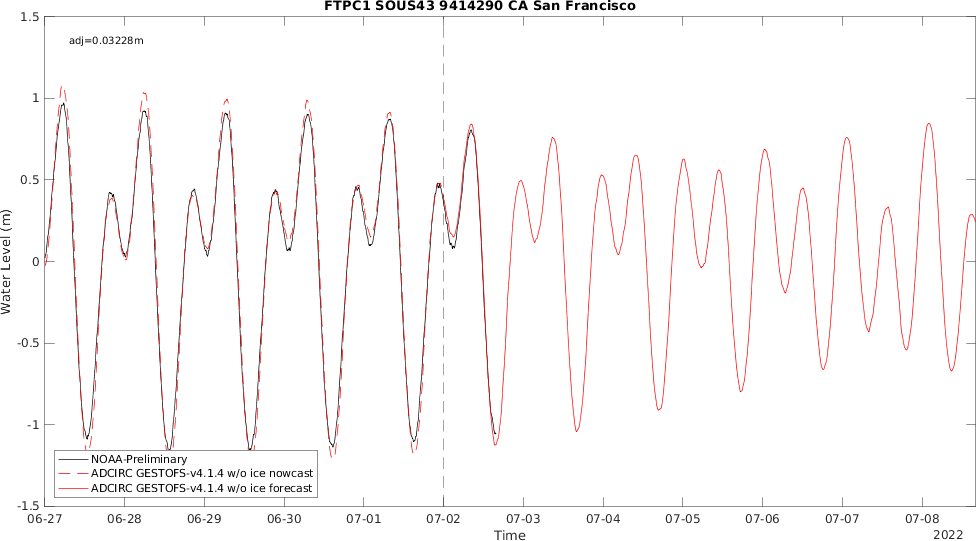 FTPC1 SOUS43 9414290 CA San Francisco
1.5
adj=0.03228m
1
0.5
0
-0.5
-1
-1.5
Water Level (m)
NOAA-Preliminary
ADCIRC GESTOFS-v4.1.4 w/o ice nowcast
ADCIRC GESTOFS-v4.1.4 w/o ice forecast
06-27 06-28 06-29 06-30 07-01 07-02 07-03 07-04 07-05 07-06 07-07 07-08
Time
2022